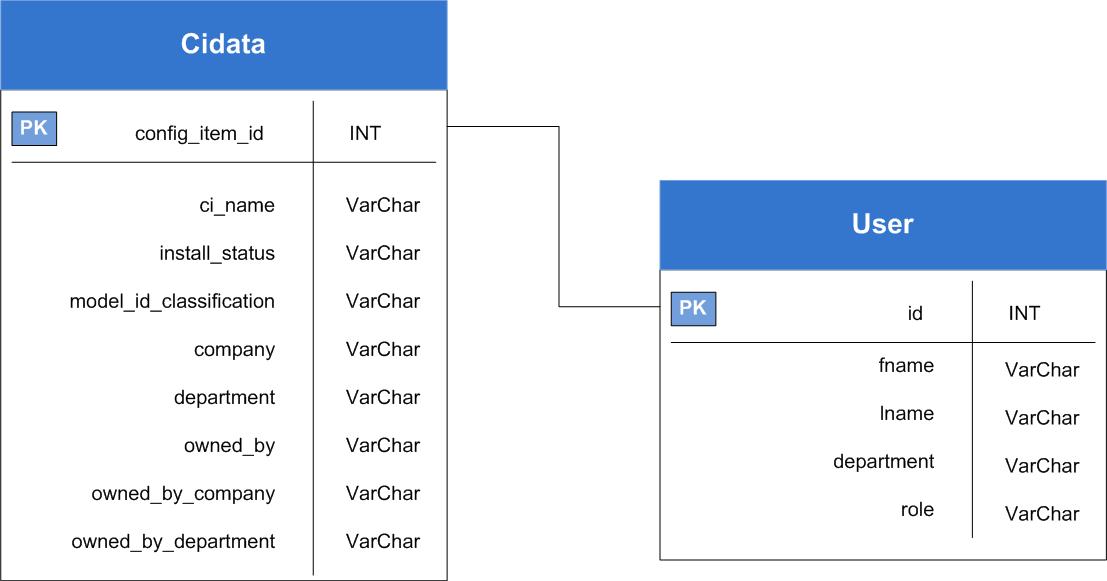 Cidata
PK config_item_id INT
ci_name VarChar
install_status VarChar
model_id_classification VarChar
company VarChar
department VarChar
owned_by VarChar
owned_by_company VarChar
owned_by_department VarChar
User
PK id INT
fname VarChar
lname VarChar
department VarChar
role VarChar